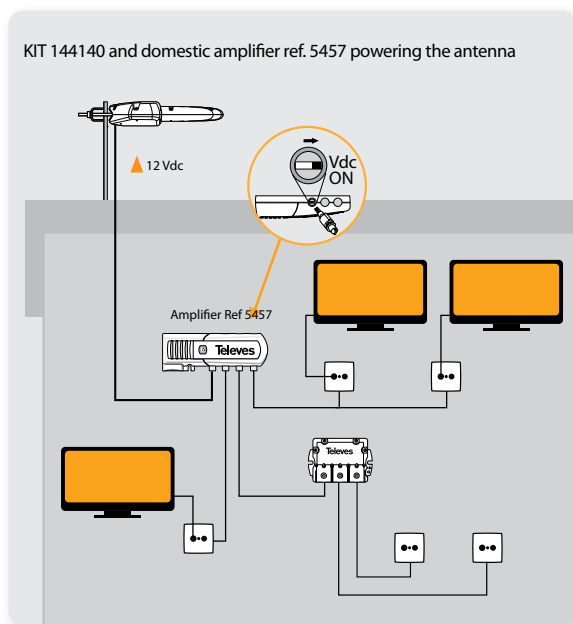 KIT 144140 and domestic amplifier ref. 5457 powering the antenna
12 Vdc
Vdc
ON
Amplifier Ref 5457
Televes
Televes